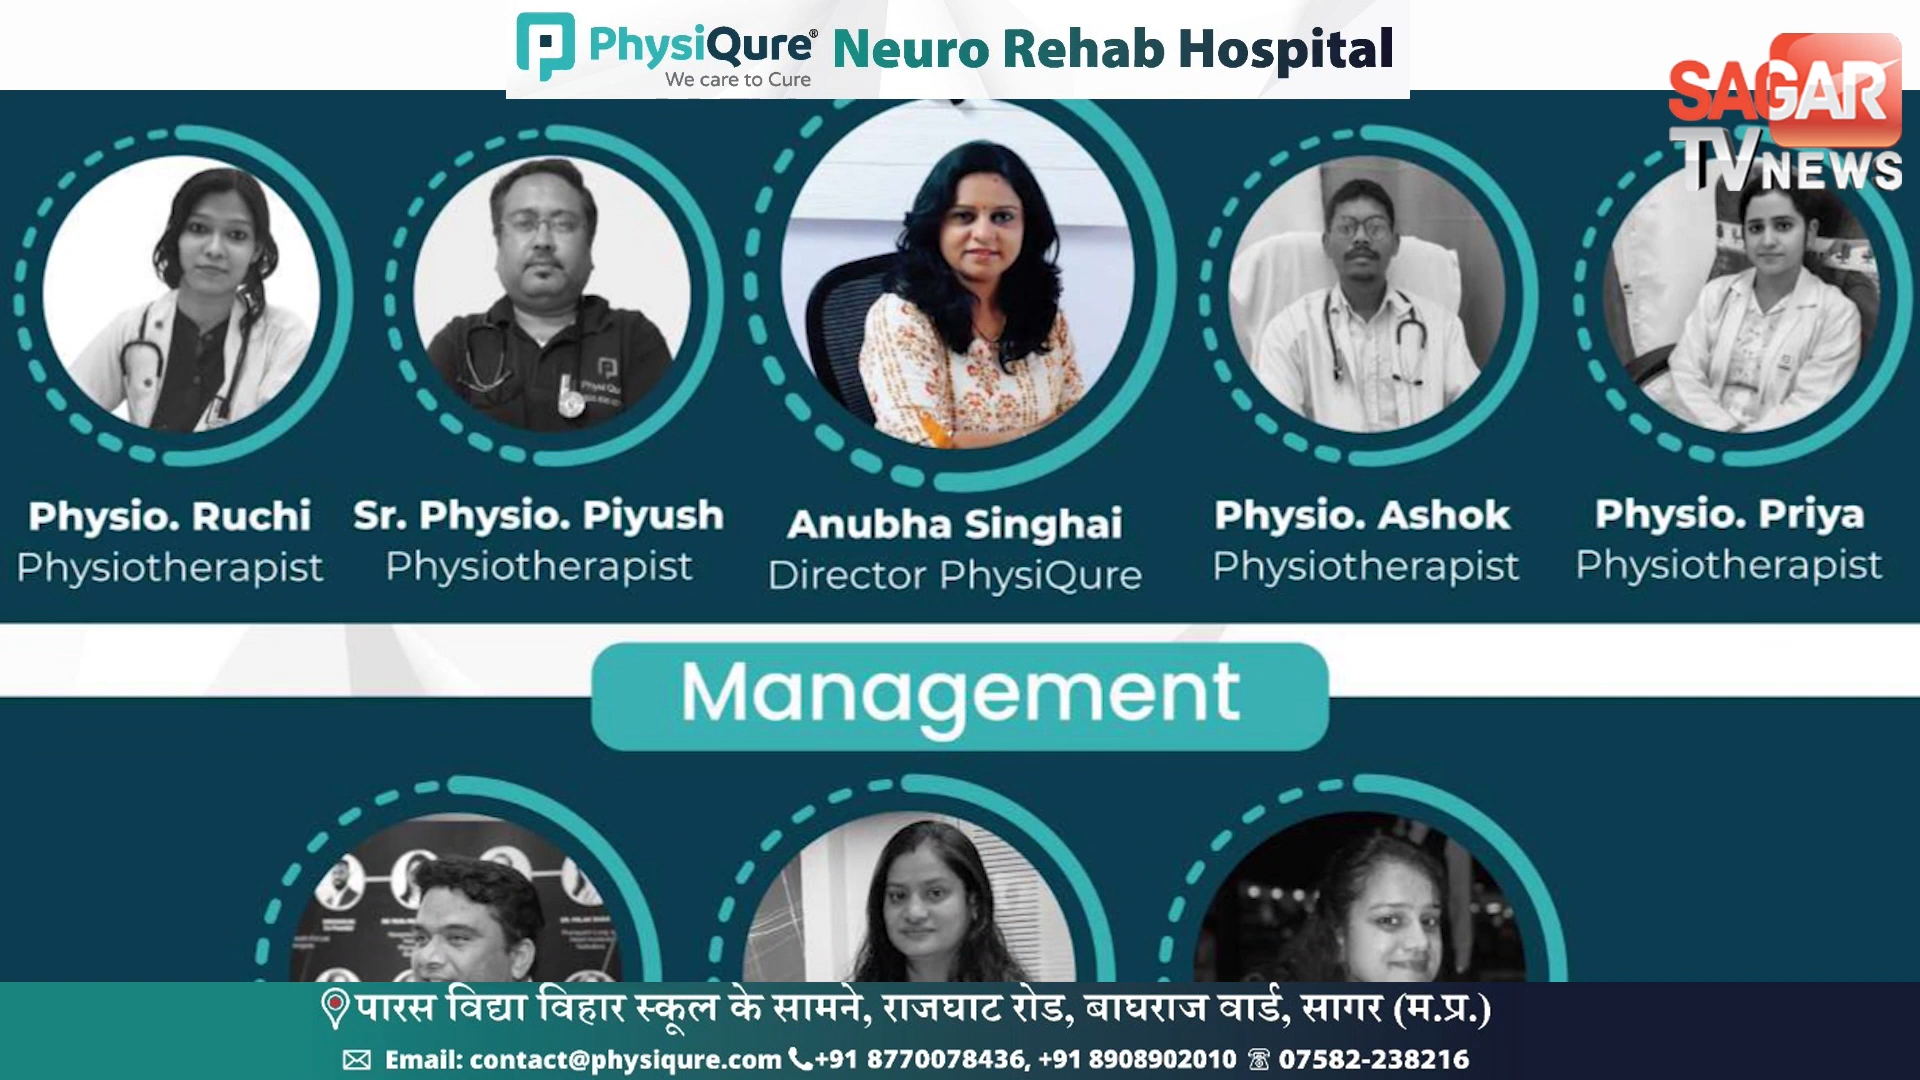 PhysiQure® Neuro Rehab Hospital
We care to Cure
SAGAR
TV NEWS
Physi Qure
Physio. Ruchi
Physiotherapist
Sr. Physio. Piyush
Physiotherapist
Anubha Singhai
Director PhysiQure
Physio. Ashok
Physiotherapist
Physio. Priya
Physiotherapist
Management
पारस विद्या विहार स्कूल के सामने, राजघाट रोड, बाघराज वार्ड, सागर (म.प्र.)
Email: contact@physiqure.com +91 8770078436, +91 8908902010 07582-238216